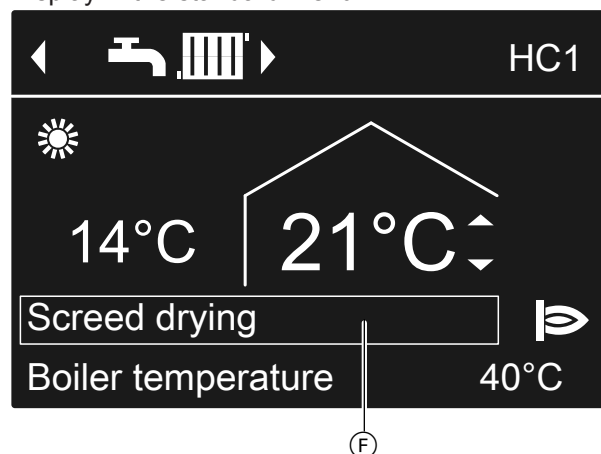 HC1
14°C 21°C
Screed drying
Boiler temperature 40°C
F